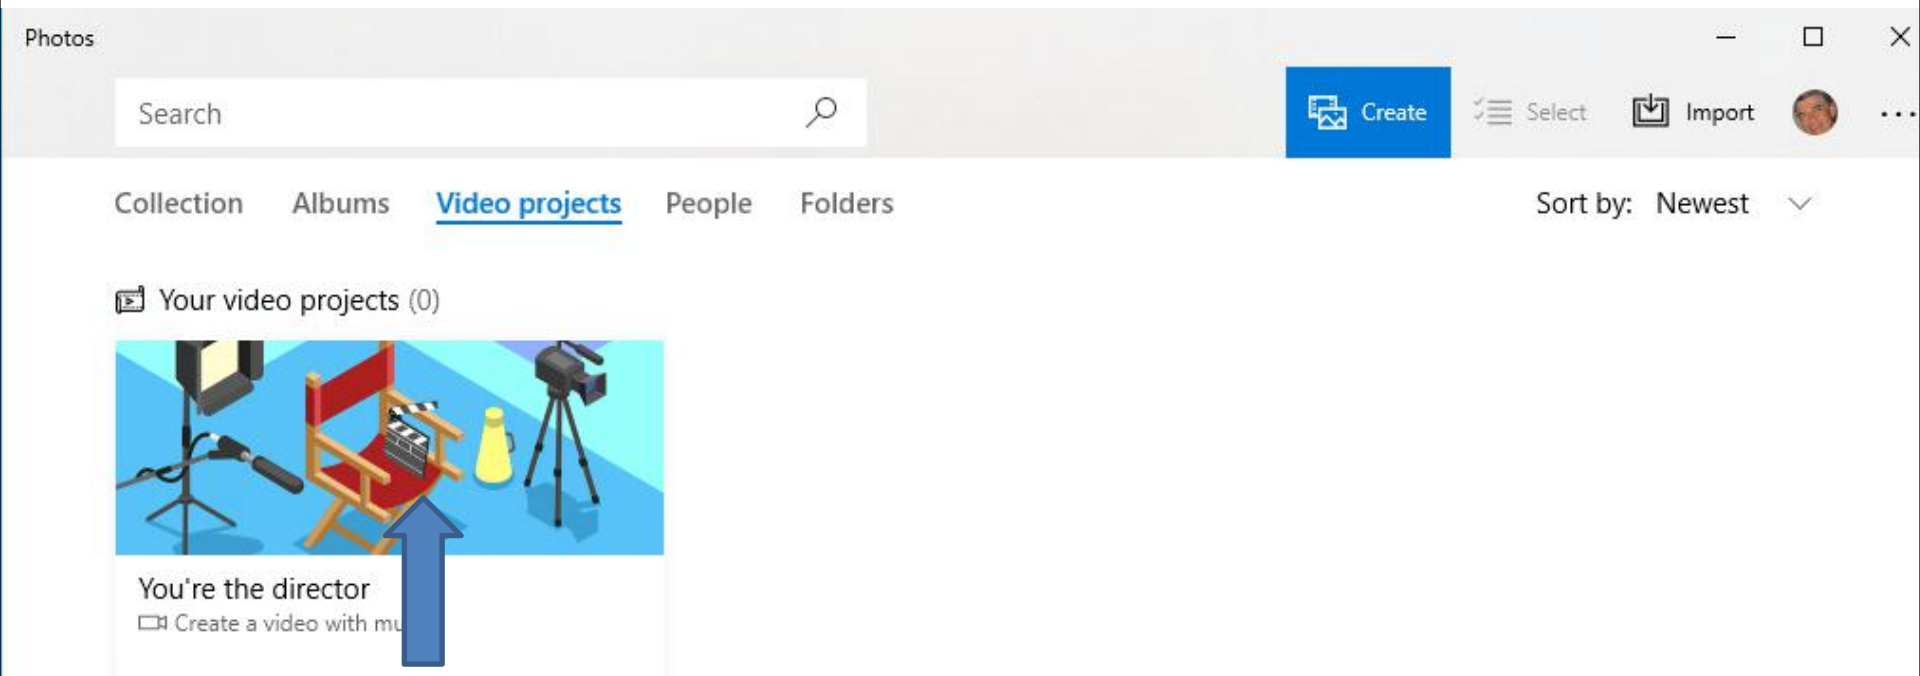 Photos
Search
Create
Select
Import
Collection Albums Video projects People Folders
Sort by: Newest
Your video projects (0)
You're the director
Create a video with